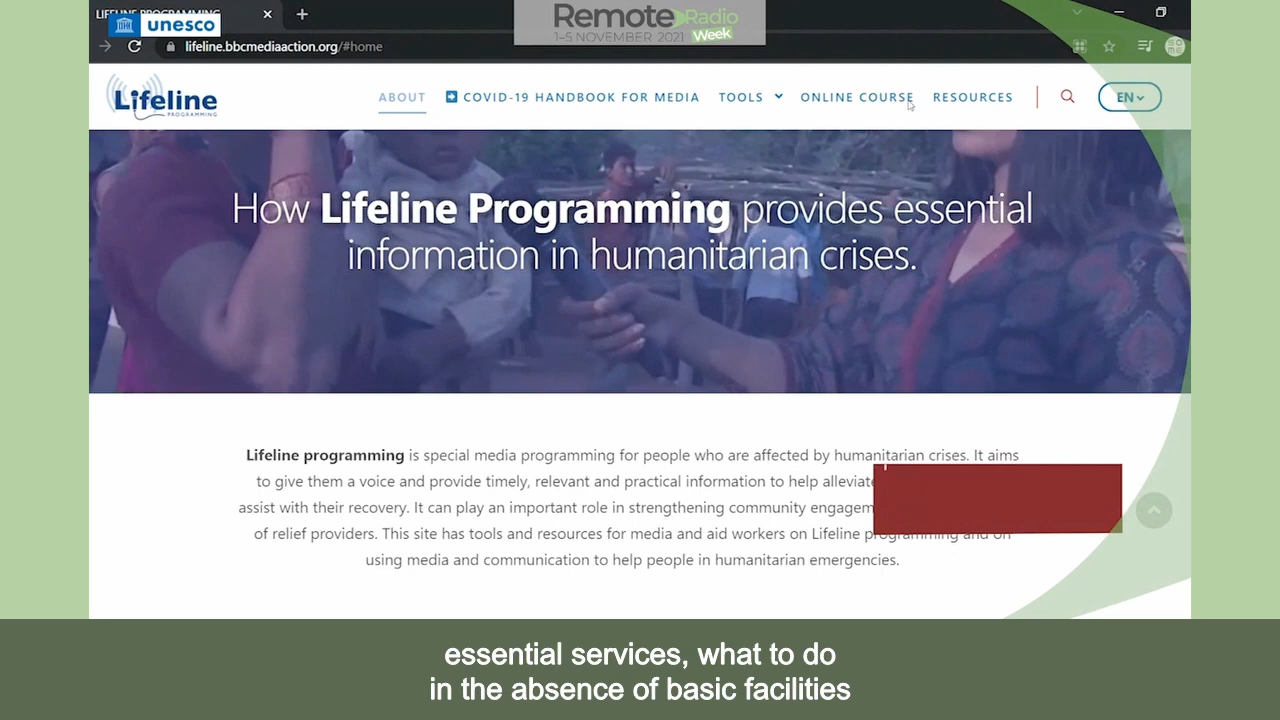 LIFELINE PROGRAMMING
unesco
Remote Radio
1–5 NOVEMBER 2021 Week
lifeline.bbcmediaaction.org/#home
Lifeline
PROGRAMMING
ABOUT
COVID-19 HANDBOOK FOR MEDIA
TOOLS
ONLINE COURSE
RESOURCES
EN
How Lifeline Programming provides essential
information in humanitarian crises.
Lifeline programming is special media programming for people who are affected by humanitarian crises. It aims
to give them a voice and provide timely, relevant and practical information to help alleviate
assist with their recovery. It can play an important role in strengthening community
of relief providers. This site has tools and resources for media and aid workers on Lifeline programming and on
using media and communication to help people in humanitarian emergencies.
essential services, what to do
in the absence of basic facilities